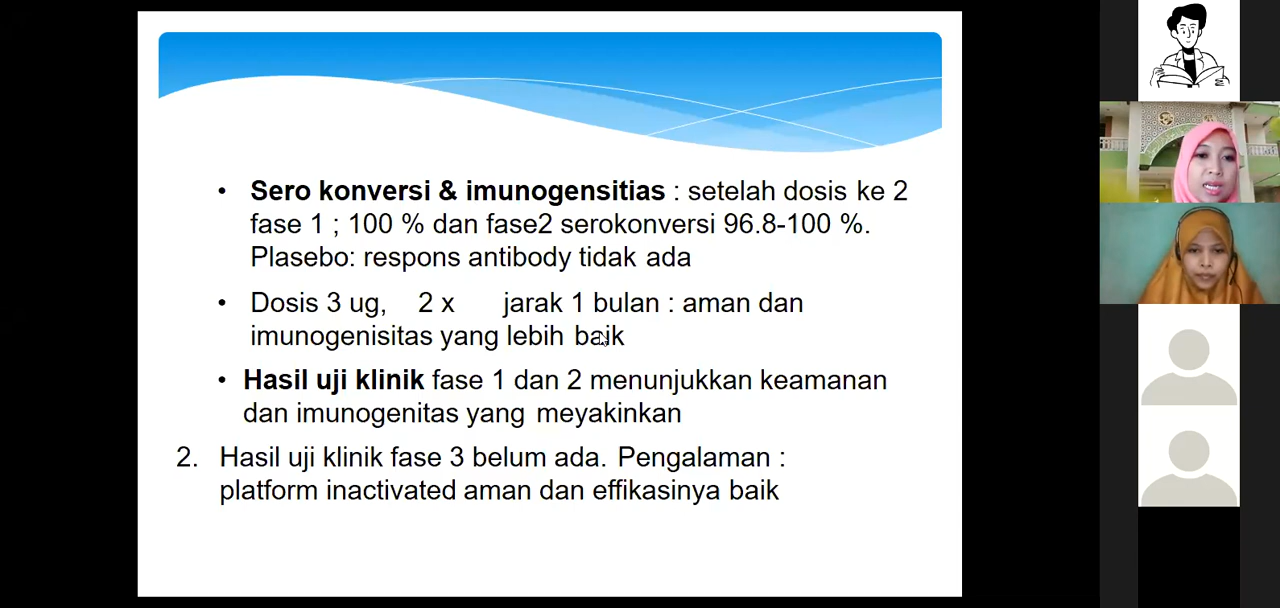 • Sero konversi & imunogensitias : setelah dosis ke 2
fase 1 ; 100 % dan fase2 serokonversi 96.8-100 %.
Plasebo: respons antibody tidak ada
• Dosis 3 ug, 2 x jarak 1 bulan : aman dan
imunogenisitas yang lebih baik
• Hasil uji klinik fase 1 dan 2 menunjukkan keamanan
dan imunogenitas yang meyakinkan
2. Hasil uji klinik fase 3 belum ada. Pengalaman :
platform inactivated aman dan effikasinya baik